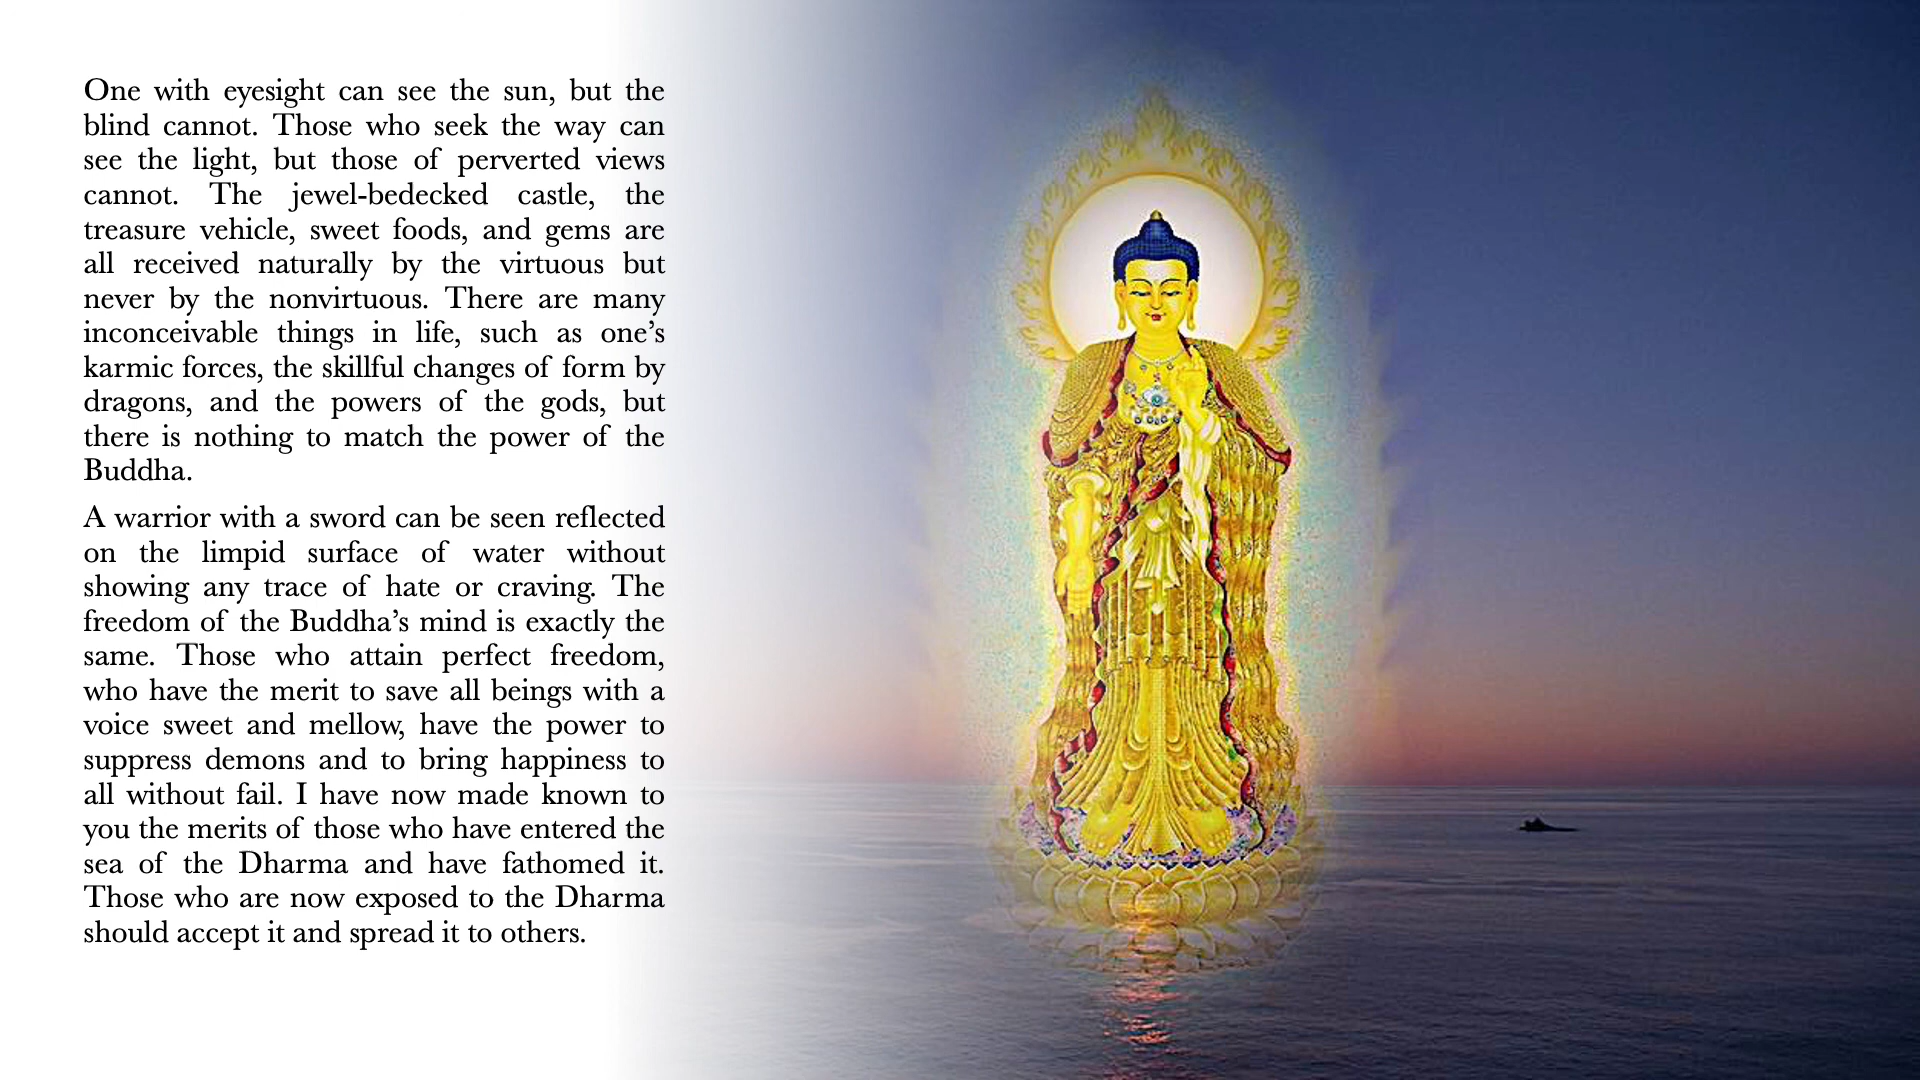 One with eyesight can see the sun, but the
blind cannot. Those who seek the way can
see the light, but those of perverted views
cannot. The jewel-bedecked castle, the
treasure vehicle, sweet foods, and gems are
all received naturally by the virtuous but
never by the nonvirtuous. There are many
inconceivable things in life, such as one’s
karmic forces, the skillful changes of form by
dragons, and the powers of the gods, but
there is nothing to match the power of the
Buddha.
A warrior with a sword can be seen reflected
on the limpid surface of water without
showing any trace of hate or craving. The
freedom of the Buddha’s mind is exactly the
same. Those who attain perfect freedom,
who have the merit to save all beings with a
voice sweet and mellow, have the power to
suppress demons and to bring happiness to
all without fail. I have now made known to
you the merits of those who have entered the
sea of the Dharma and have fathomed it.
Those who are now exposed to the Dharma
should accept it and spread it to others.